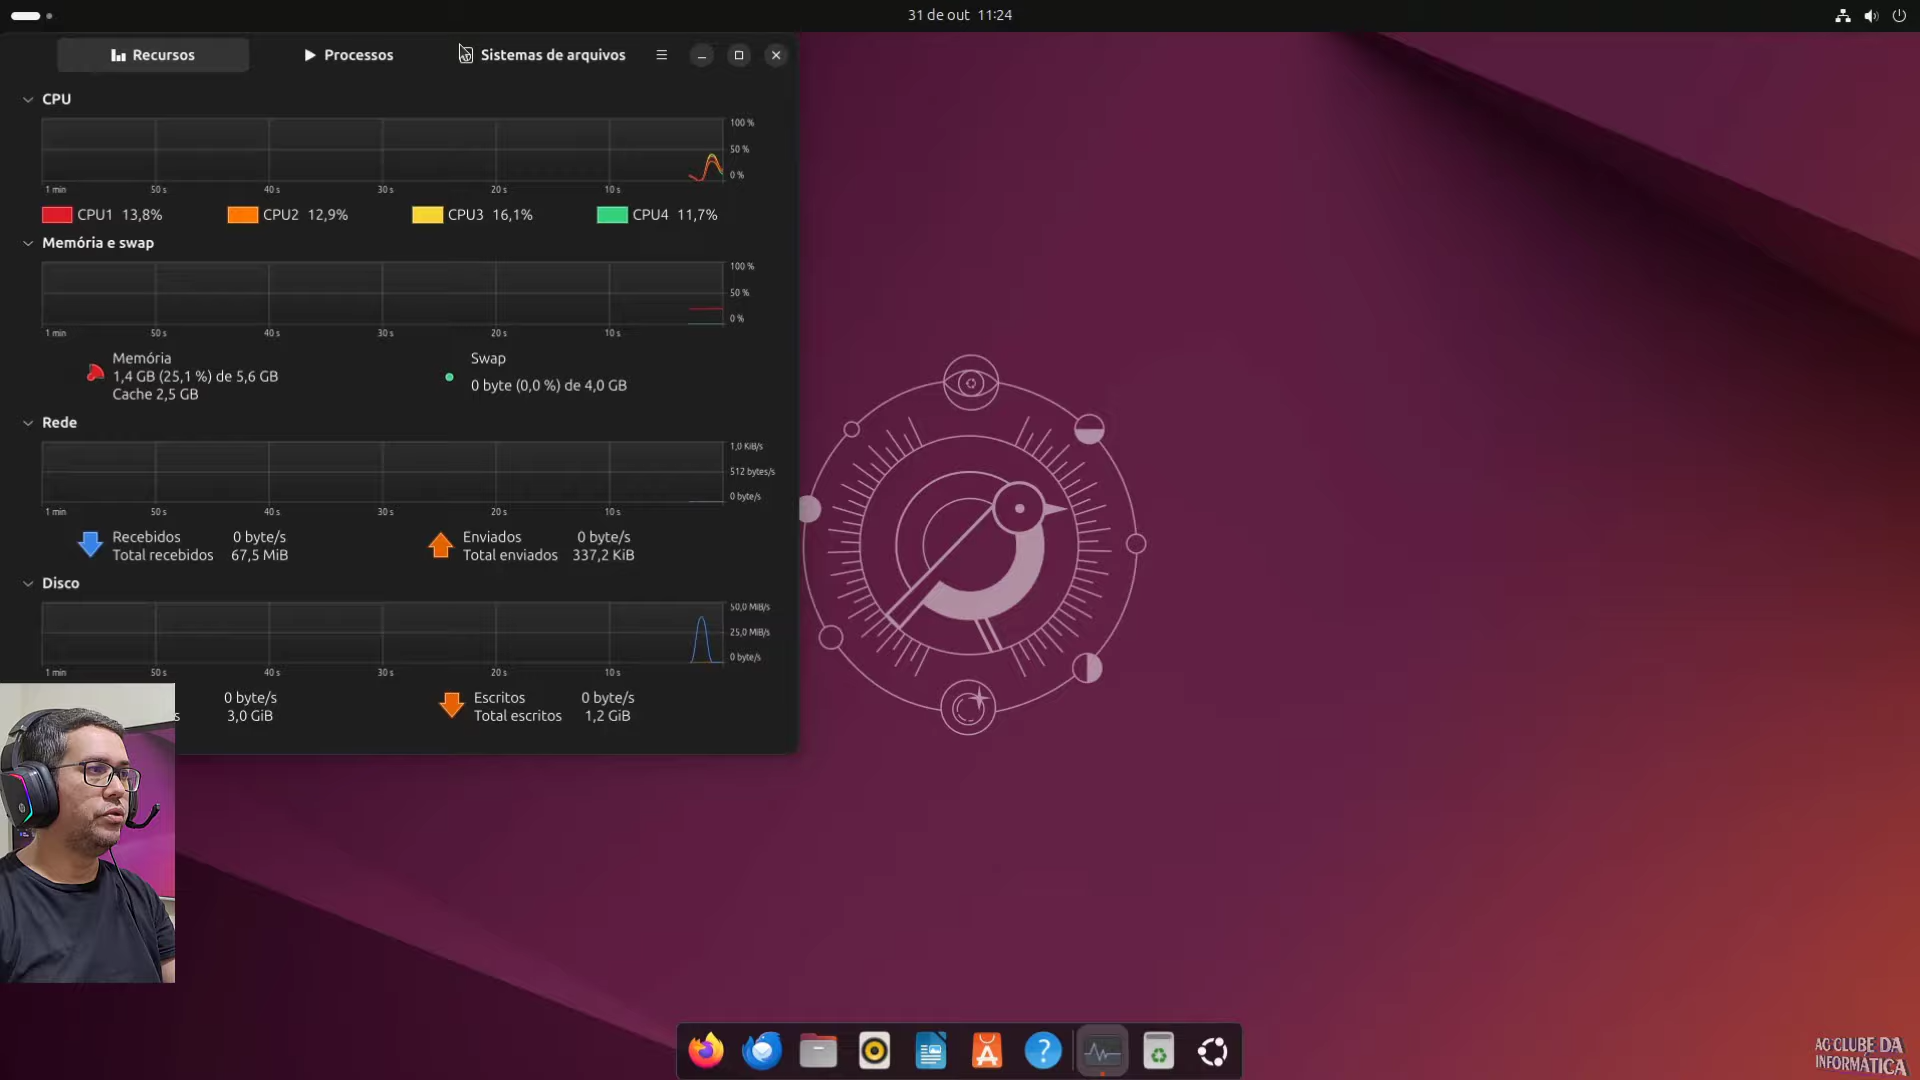 31 de out 11:24
Recursos Processos Sistemas de arquivos
CPU
100 %
50 %
0 %
1 min 50 s 40 s 30 s 20 s 10 s
CPU1 13,8% CPU2 12,9% CPU3 16,1% CPU4 11,7%
Memória e swap
100 %
50 %
0 %
1 min 50 s 40 s 30 s 20 s 10 s
Memória
1,4 GB (25,1 %) de 5,6 GB
Cache 2,5 GB
Swap
0 byte (0,0 %) de 4,0 GB
Rede
1,0 KiB/s
512 bytes/s
0 byte/s
1 min 50 s 40 s 30 s 20 s 10 s
Recebidos 0 byte/s
Total recebidos 67,5 MiB
Enviados 0 byte/s
Total enviados 337,2 KiB
Disco
50,0 MiB/s
25,0 MiB/s
0 byte/s
1 min 50 s 40 s 30 s 20 s 10 s
0 byte/s
s 3,0 GiB
Escritos 0 byte/s
Total escritos 1,2 GiB
AO CLUBE DA
INFORMÁTICA